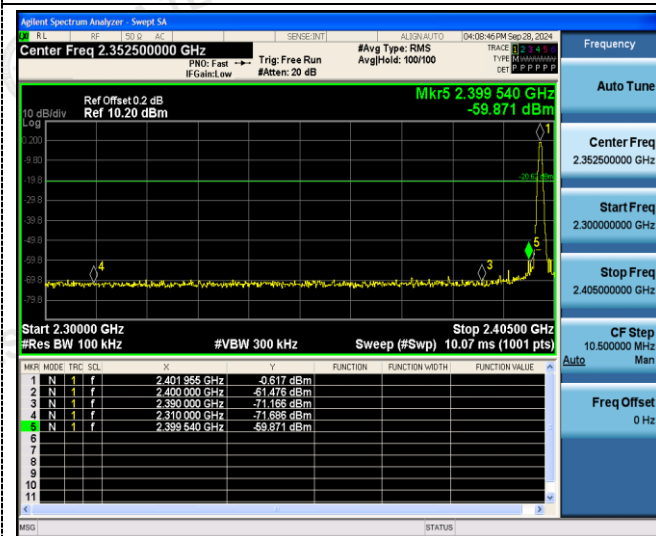 Agilent Spectrum Analyzer - Swept SA
RL RF 50 Ω AC SENSE:INT ALIGNAUTO 04:08:46PM Sep 28, 2024
Center Freq 2.352500000 GHz
PNO: Fast
IFGain:Low
Trig: Free Run
#Atten: 20 dB
#Avg Type: RMS
Avg|Hold: 100/100
TRACE 1 2 3 4 5 6
TYPE M
DET P P P P P P
Frequency
Auto Tune
Center Freq
2.352500000 GHz
Start Freq
2.300000000 GHz
Stop Freq
2.405000000 GHz
CF Step
10.500000 MHz
Auto Man
Freq Offset
0 Hz
Mkr5 2.399 540 GHz
-59.871 dBm
Ref Offset 0.2 dB
10 dB/div Ref 10.20 dBm
Log
0.200
-9.80
-19.8
-29.8
-39.8
-49.8
-59.8
-69.8
-79.8
1
5
3
4
Start 2.30000 GHz Stop 2.40500 GHz
#Res BW 100 kHz #VBW 300 kHz Sweep (#Swp) 10.07 ms (1001 pts)
MKR MODE TRC SCL X Y FUNCTION FUNCTION WIDTH FUNCTION VALUE
1 N 1 f 2.401 955 GHz -0.617 dBm
2 N 1 f 2.400 000 GHz -61.476 dBm
3 N 1 f 2.390 000 GHz -71.166 dBm
4 N 1 f 2.310 000 GHz -71.686 dBm
5 N 1 f 2.399 540 GHz -59.871 dBm
6
7
8
9
10
11
MSG STATUS